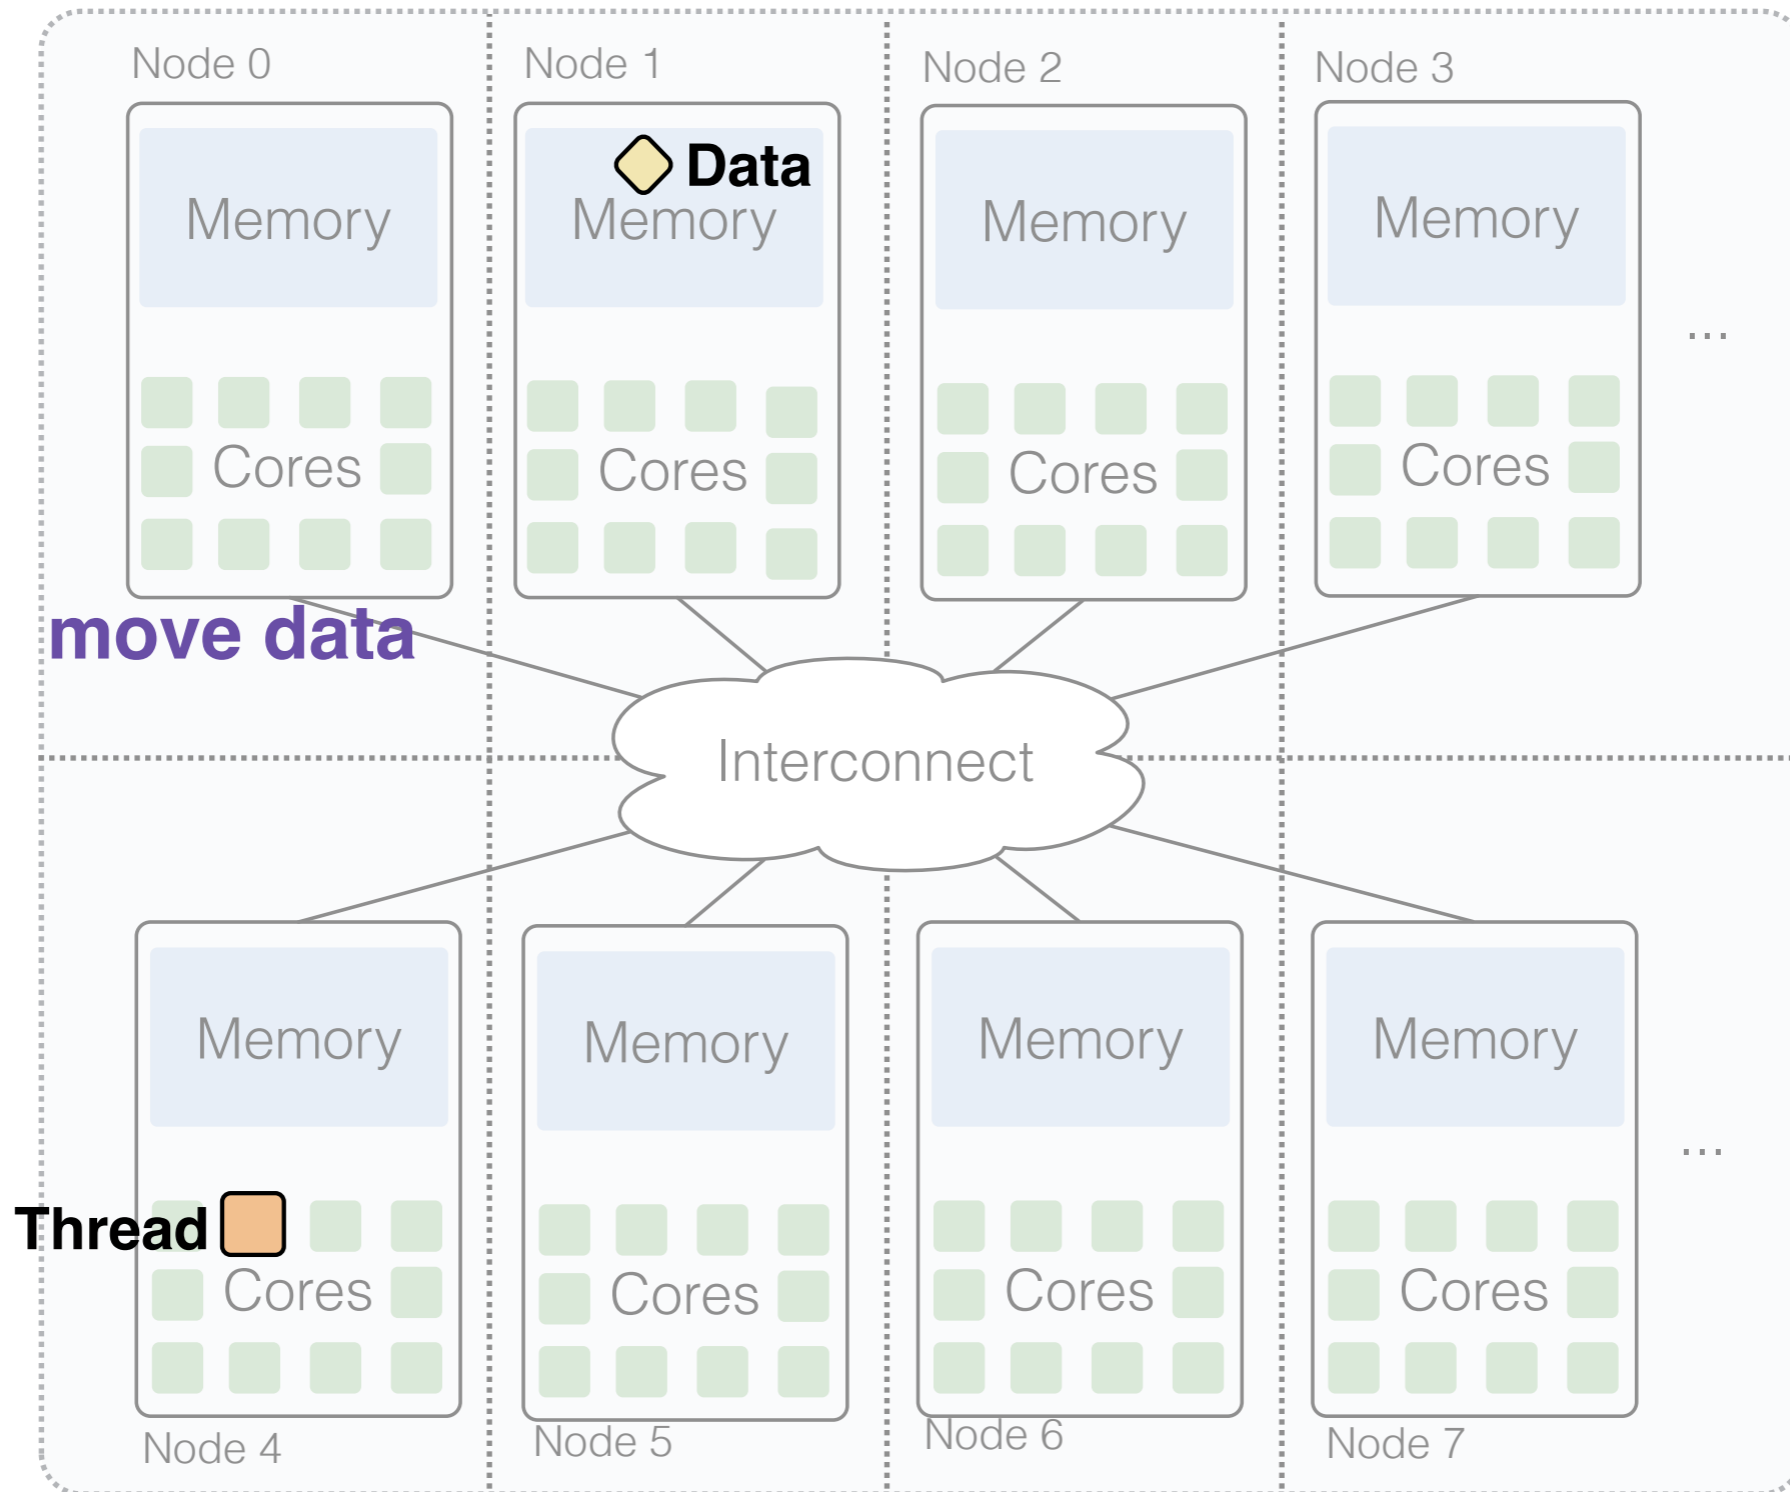 Node 0
Node 1
Node 2
Node 3
Data
Memory
Memory
Memory
Memory
...
Cores
Cores
Cores
Cores
move data
Interconnect
Memory
Memory
Memory
Memory
...
Thread
Cores
Cores
Cores
Cores
Node 4
Node 5
Node 6
Node 7